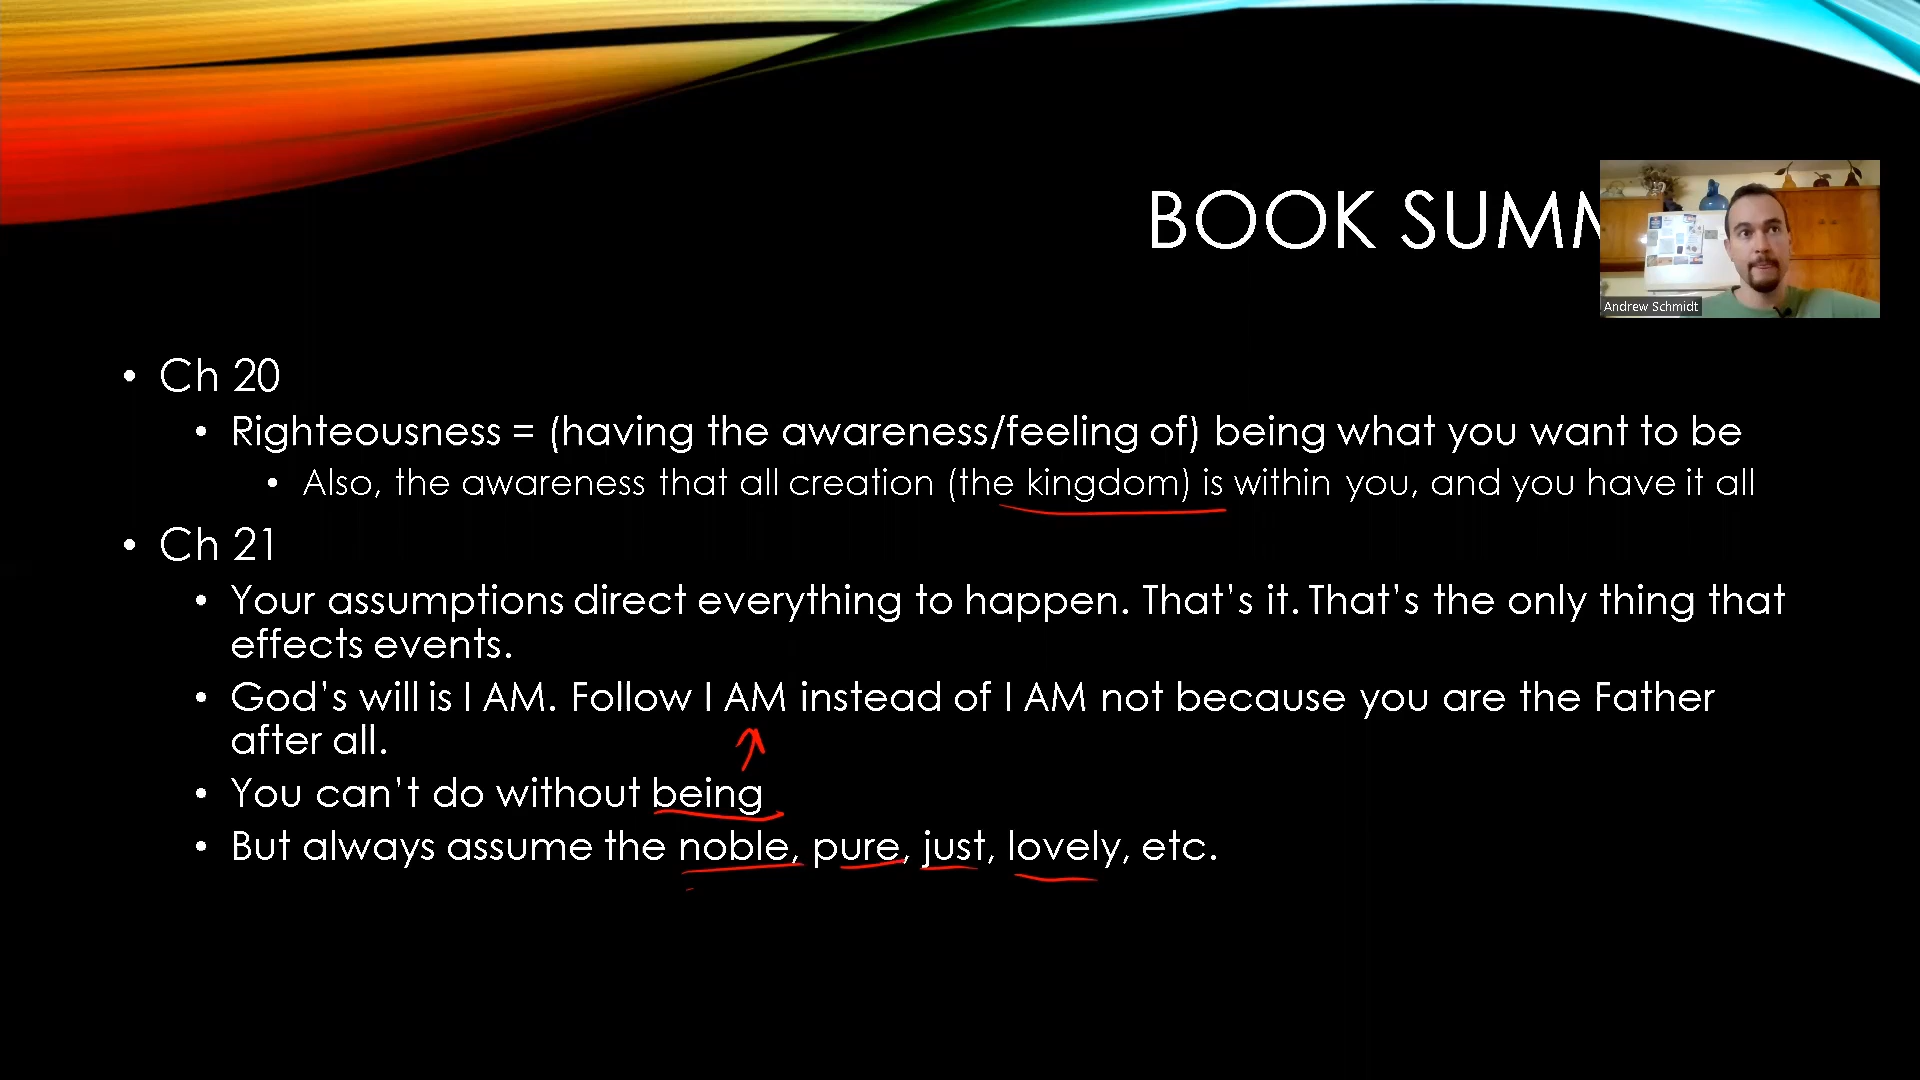 BOOK SUMM
Andrew Schmidt
• Ch 20
• Righteousness = (having the awareness/feeling of) being what you want to be
• Also, the awareness that all creation (the kingdom) is within you, and you have it all
• Ch 21
• Your assumptions direct everything to happen. That's it. That's the only thing that
effects events.
• God's will is I AM. Follow I AM instead of I AM not because you are the Father
after all.
• You can't do without being
• But always assume the noble, pure, just, lovely, etc.